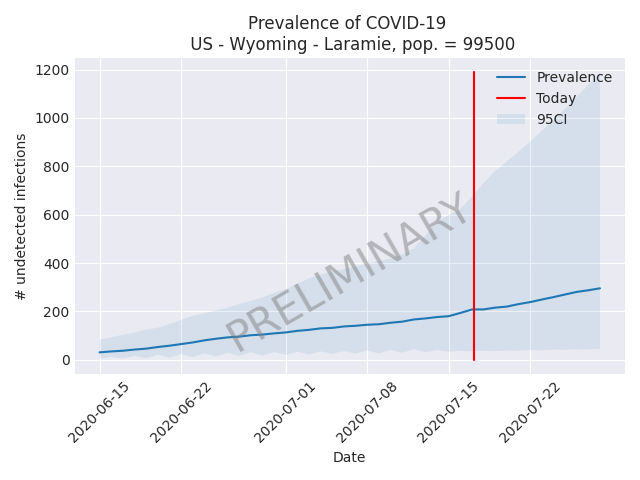 Prevalence of COVID-19
US - Wyoming - Laramie, pop. = 99500
1200
1000
800
600
400
200
0
# undetected infections
Prevalence
Today
95CI
PRELIMINARY
2020-06-15
2020-06-22
2020-07-01
2020-07-08
2020-07-15
2020-07-22
Date